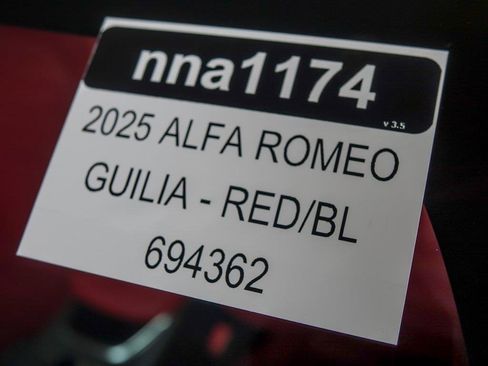 nna1174
v 3.5
2025 ALFA ROMEO
GUILIA - RED/BL
694362